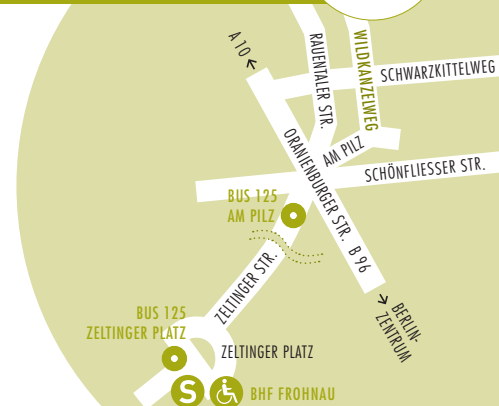 A 10
RAUENTALER STR.
WILDKANZELWEG
SCHWARZKITTELWEG
ORANIENBURGER STR. B 96
AM PILZ
SCHÖNFLIESSER STR.
BUS 125
AM PILZ
ZELTINGER STR.
BERLIN-
ZENTRUM
BUS 125
ZELTINGER PLATZ
ZELTINGER PLATZ
S
BHF FROHNAU